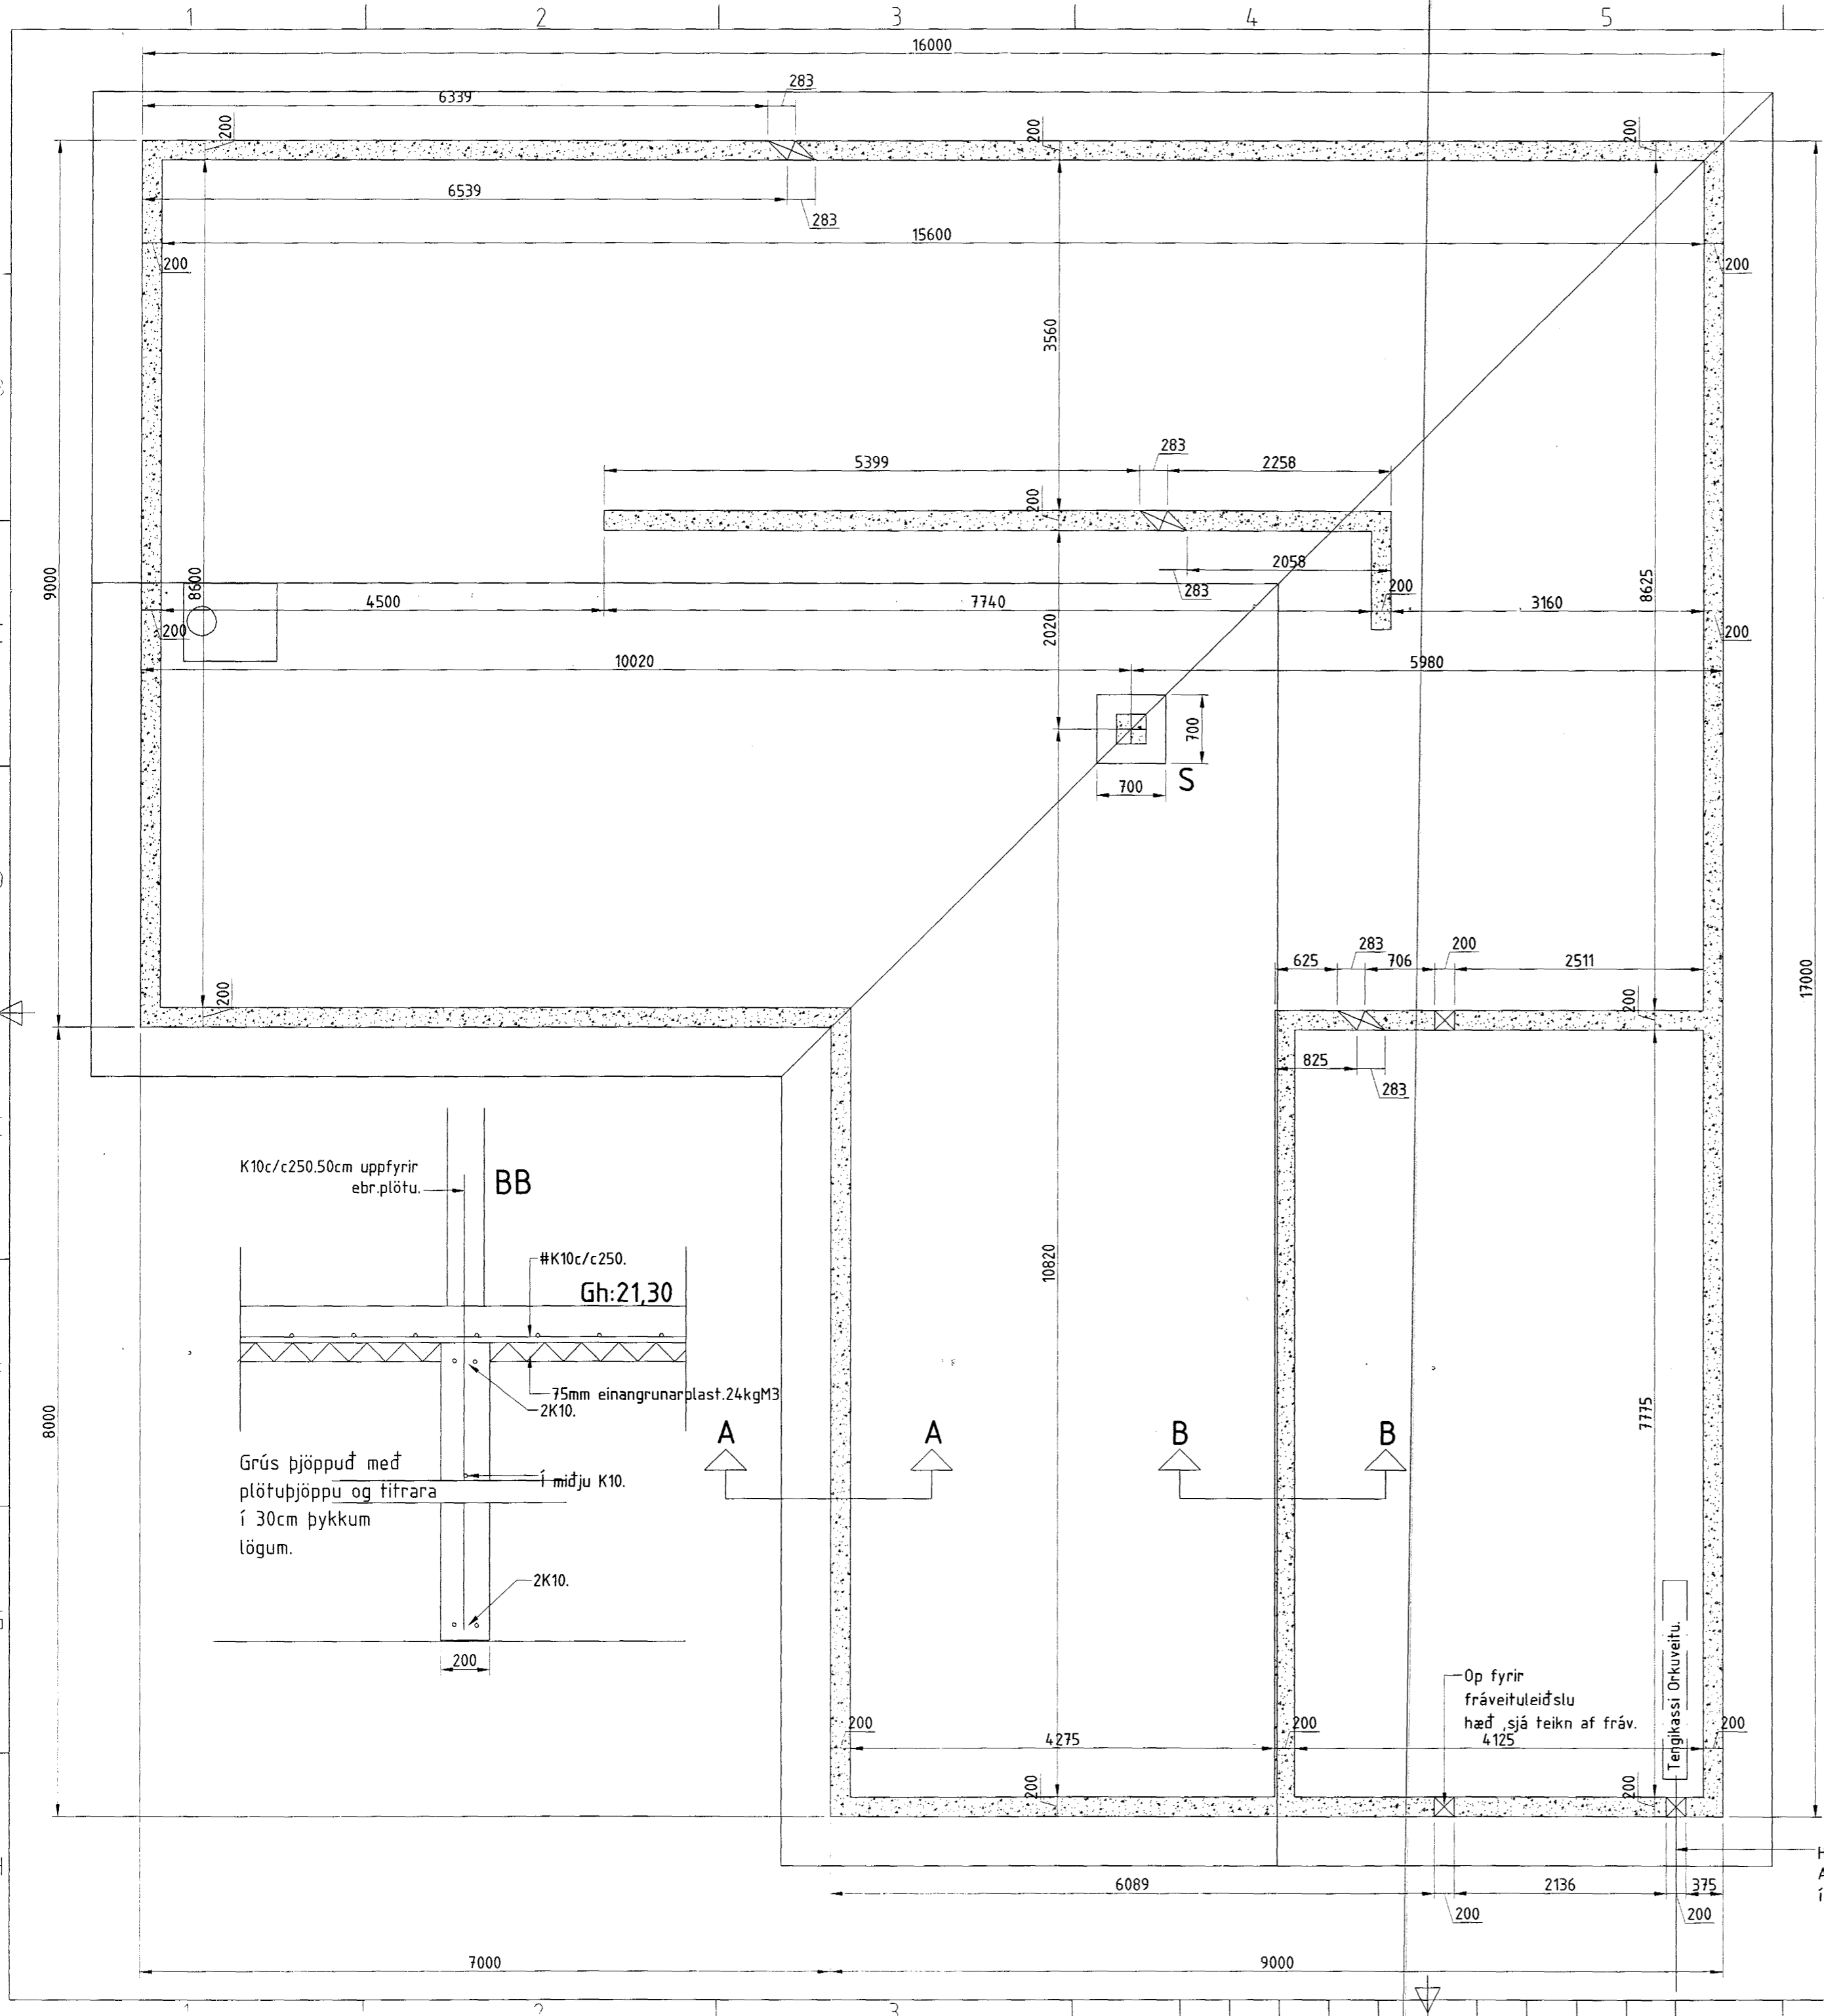 1 2 3 4 5
16000
283
6339
200 200 200
6539
283
15600
200 200
3560
283
5399 2258
200
2058
9000 8600 283 200 8625
4500 7740 3160
200 2020 200
10020 5980
700
700 S
283 200
625 706 2511
200 200
17000
825
283
K10c/c250.50cm uppfyrir
ebr.plötu.
BB
#K10c/c250.
Gh:21,30
10820
75mm einangrunarplast.24kgM3
2K10.
8000 7775
A A B B
Grús þjöppuð með
plötuþjöppu og titrara
í 30cm þykkum
lögum.
í miðju K10.
2K10.
200
Op fyrir
fráveituleiðslu
hæð ,sjá teikn af fráv.
Tengikassi Orkuveitu.
200 4275 200 4125 200
200 200
H
A
í
6089 2136 375
200 200
7000 9000
1 2 3